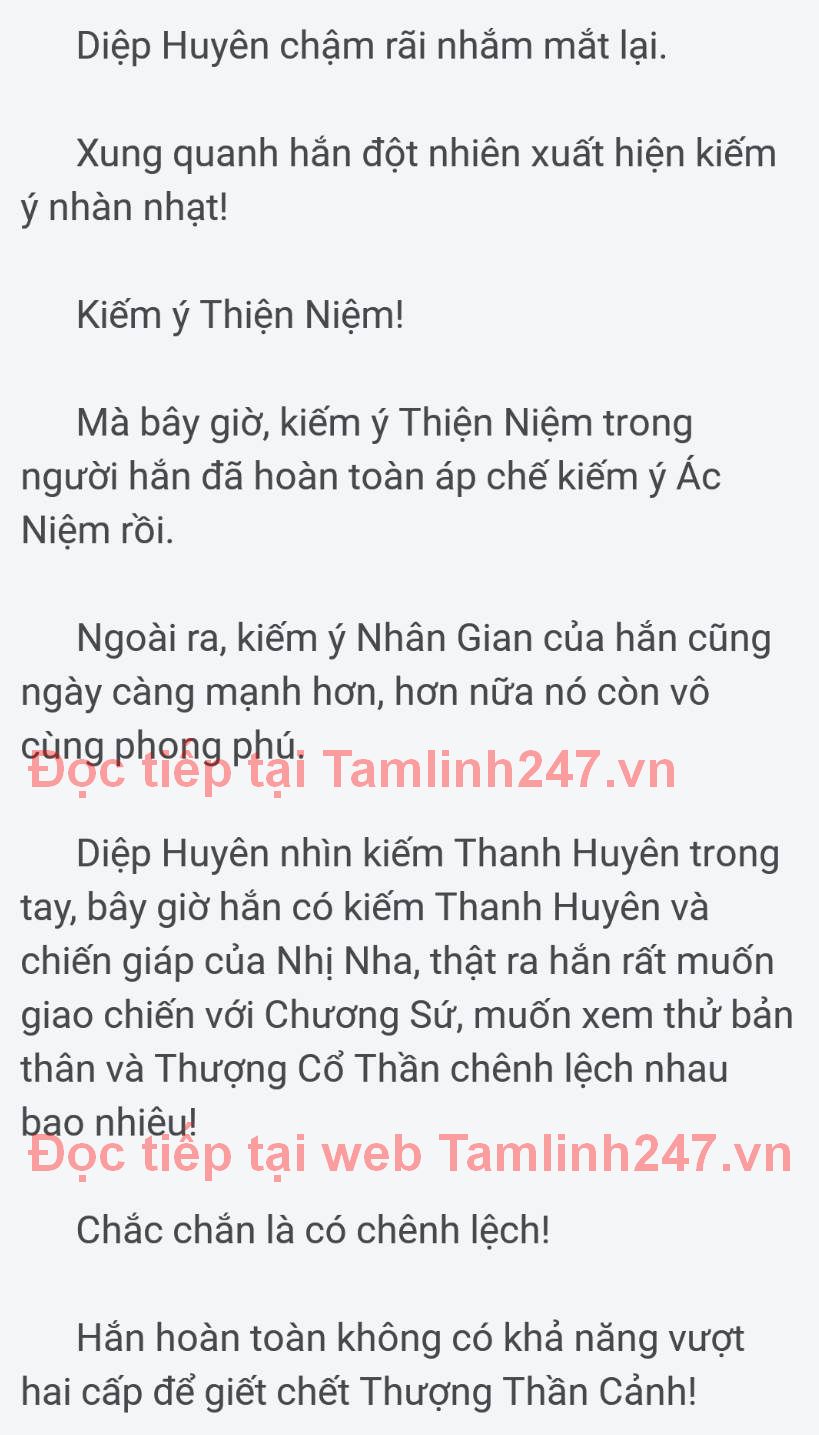 Diệp Huyên chậm rãi nhắm mắt lại.
Xung quanh hắn đột nhiên xuất hiện kiếm
ý nhàn nhạt!
Kiếm ý Thiện Niệm!
Mà bây giờ, kiếm ý Thiện Niệm trong
người hắn đã hoàn toàn áp chế kiếm ý Ác
Niệm rồi.
Ngoài ra, kiếm ý Nhân Gian của hắn cũng
ngày càng mạnh hơn, hơn nữa nó còn vô
cùng phong phú.
Đọc tiếp tại Tamlinh247.vn
Diệp Huyên nhìn kiếm Thanh Huyên trong
tay, bây giờ hắn có kiếm Thanh Huyên và
chiến giáp của Nhị Nha, thật ra hắn rất muốn
giao chiến với Chương Sứ, muốn xem thử bản
thân và Thượng Cổ Thần chênh lệch nhau
bao nhiêu!
Đọc tiếp tại web Tamlinh247.vn
Chắc chắn là có chênh lệch!
Hắn hoàn toàn không có khả năng vượt
hai cấp để giết chết Thượng Thần Cảnh!